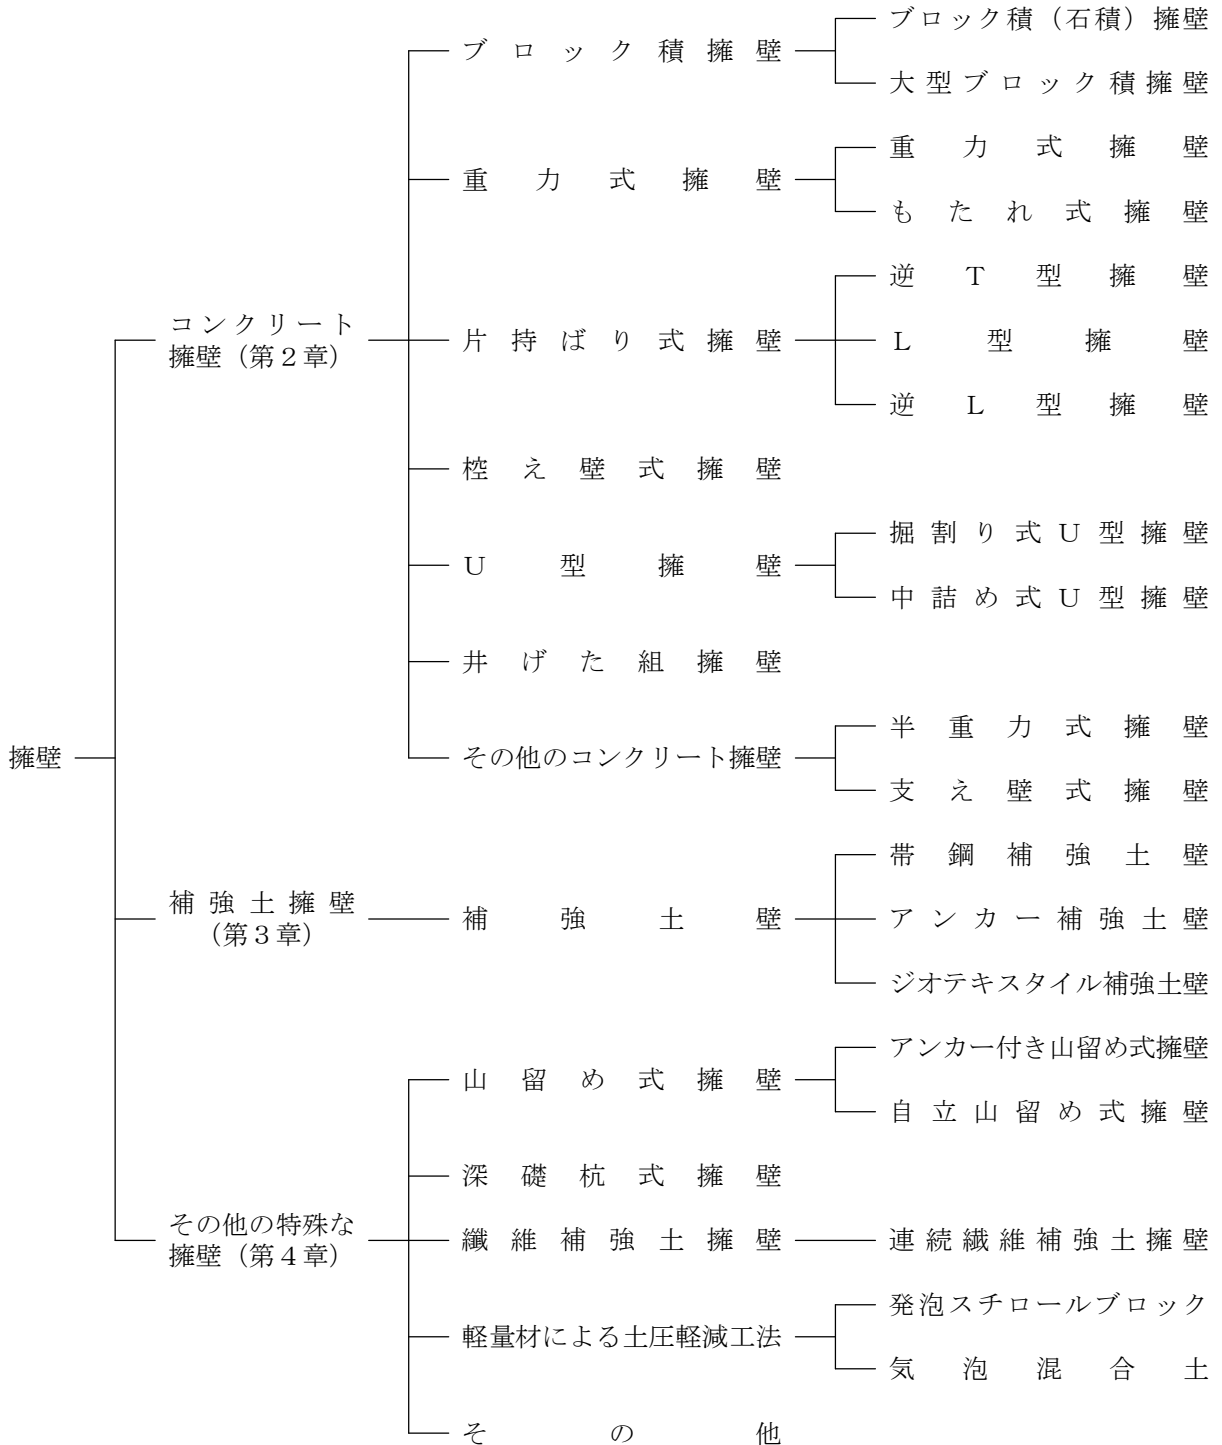 擁壁
コンクリート
擁壁（第２章）
ブロック積擁壁
ブロック積（石積）擁壁
大型ブロック積擁壁
重力式擁壁
重力式擁壁
もたれ式擁壁
片持ばり式擁壁
逆Ｔ型擁壁
Ｌ型擁壁
逆Ｌ型擁壁
控え壁式擁壁
Ｕ型擁壁
掘割り式Ｕ型擁壁
中詰め式Ｕ型擁壁
井げた組擁壁
その他のコンクリート擁壁
半重力式擁壁
支え壁式擁壁
補強土擁壁
（第３章）
補強土壁
帯鋼補強土壁
アンカー補強土壁
ジオテキスタイル補強土壁
その他の特殊な
擁壁（第４章）
山留め式擁壁
アンカー付き山留め式擁壁
自立山留め式擁壁
深礎杭式擁壁
繊維補強土擁壁
連続繊維補強土擁壁
軽量材による土圧軽減工法
発泡スチロールブロック
気泡混合土
その他